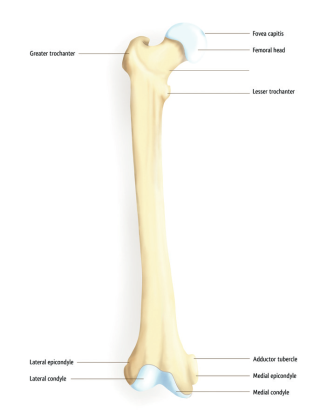 Fovea capitis
Femoral head
Greater trochanter
Lesser trochanter
Lateral epicondyle
Adductor tubercle
Lateral condyle
Medial epicondyle
Medial condyle